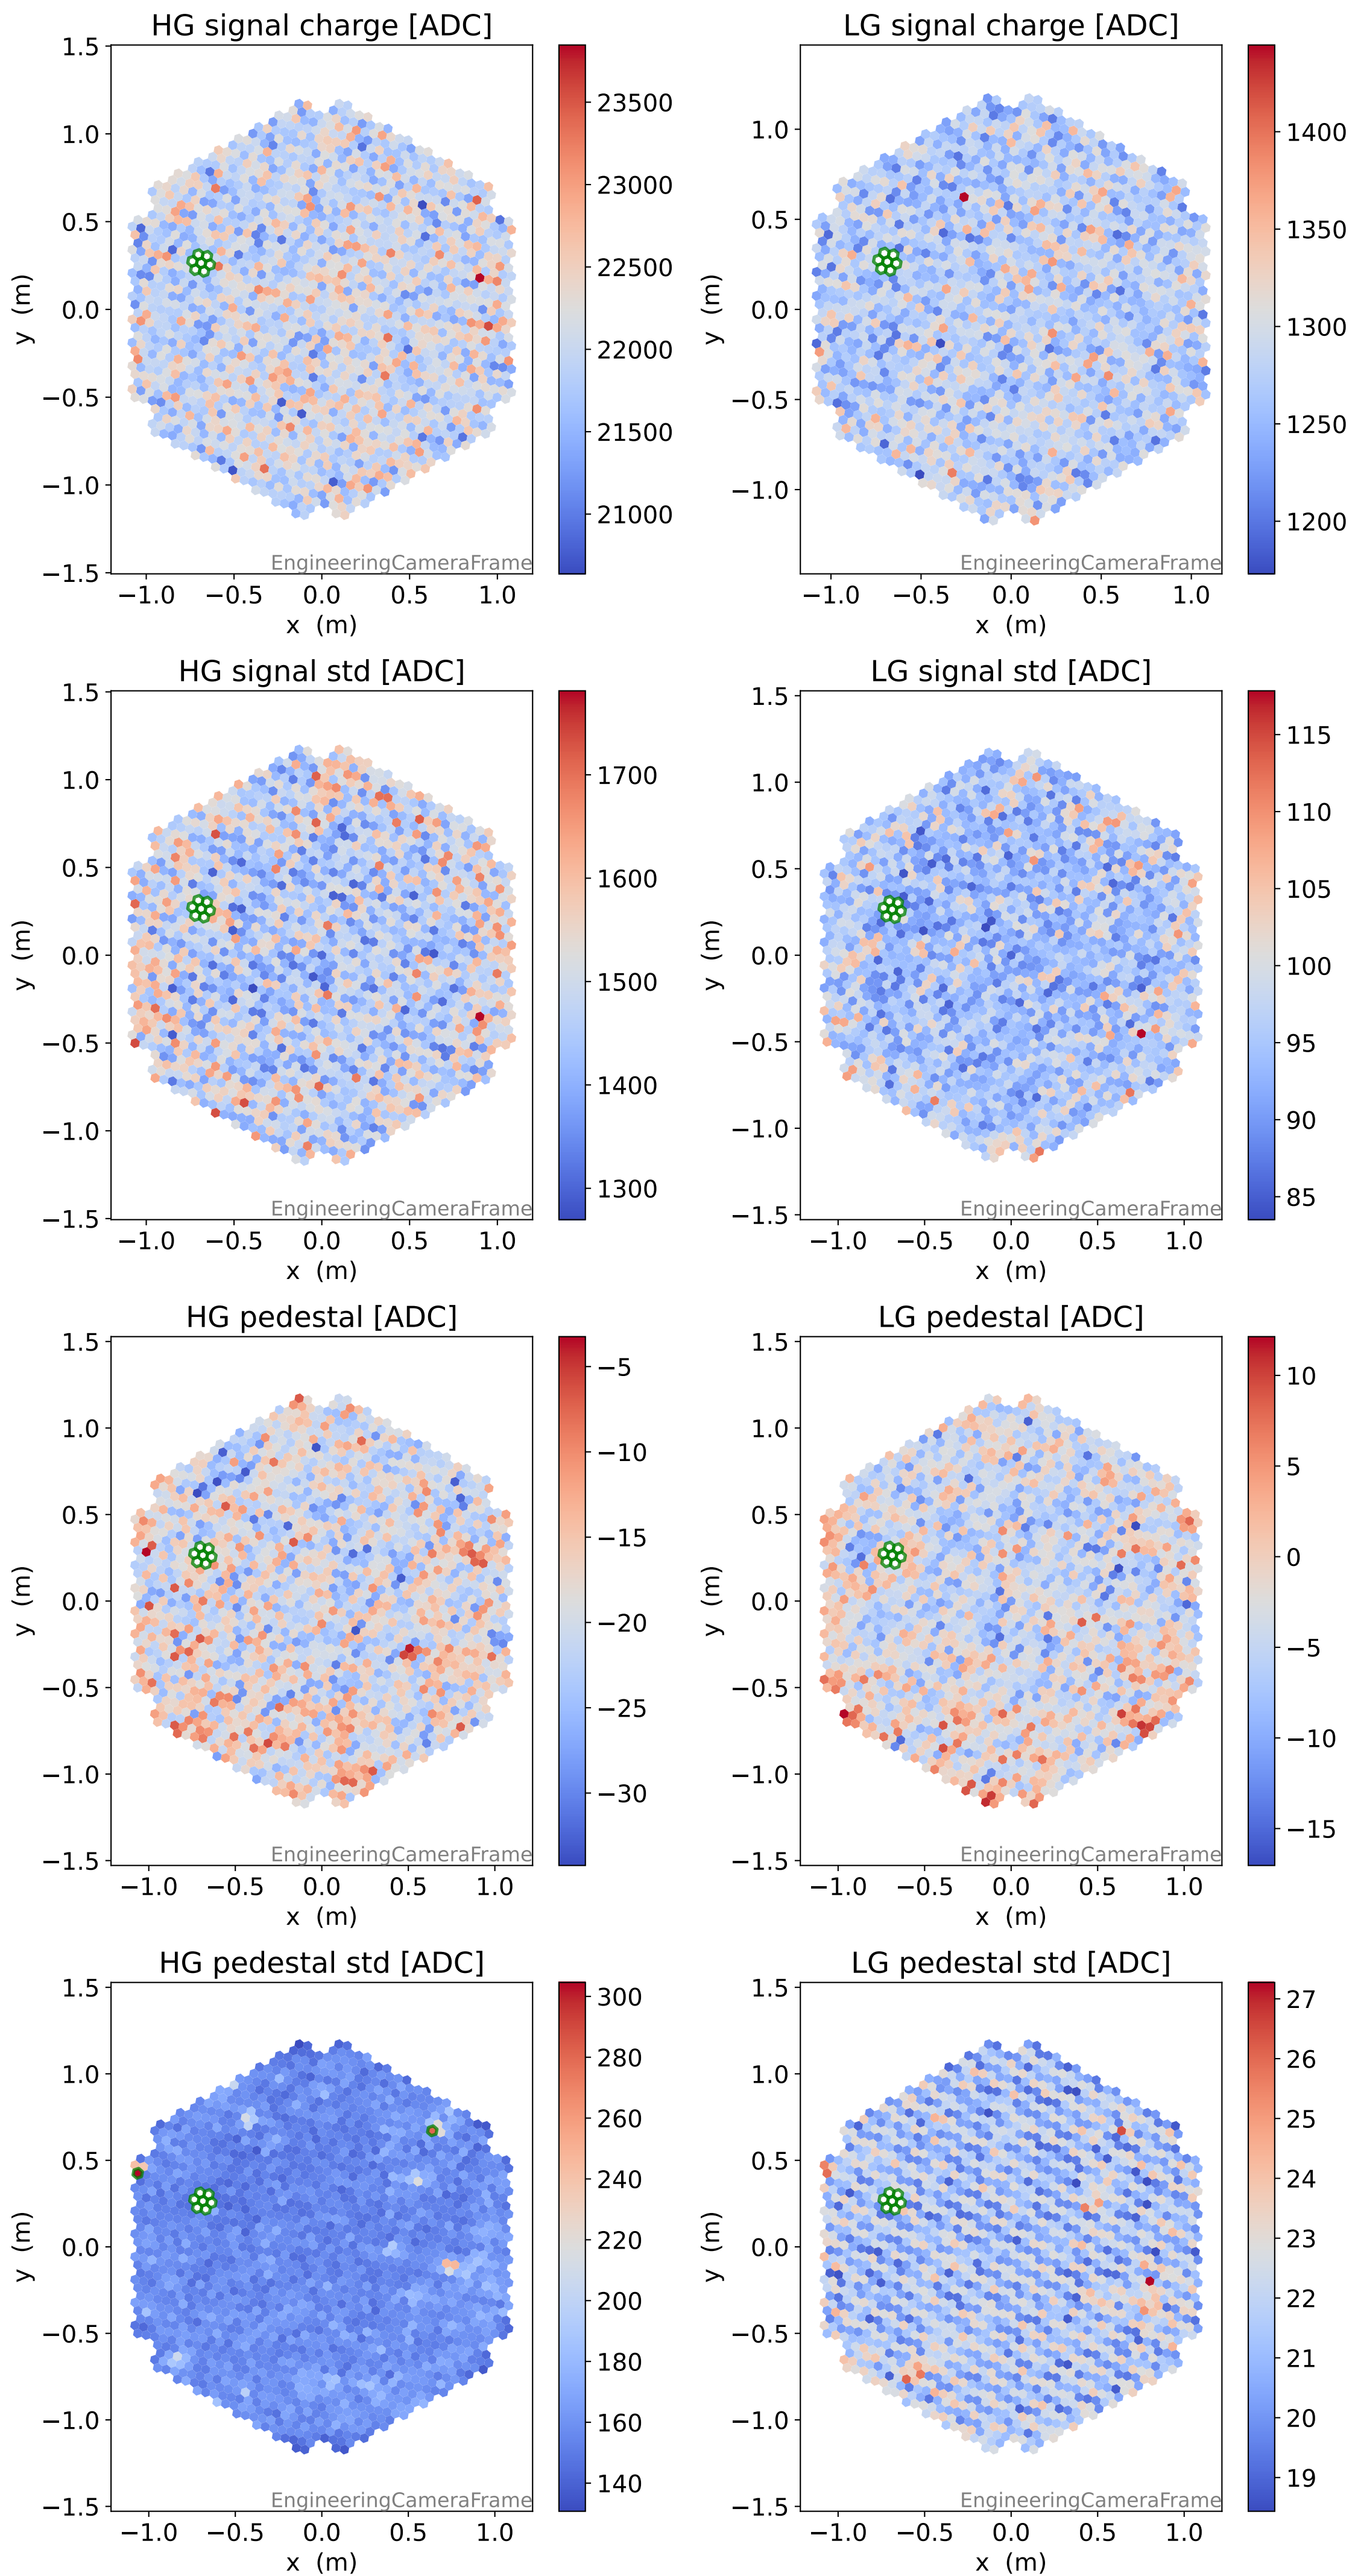 HG signal charge [ADC]
1.5
1.0
0.5
0.0
−0.5
−1.0
−1.5
y (m)
−1.0 −0.5 0.0 0.5 1.0
x (m)
EngineeringCameraFrame
23500
23000
22500
22000
21500
21000
LG signal charge [ADC]
1.0
0.5
0.0
−0.5
−1.0
y (m)
−1.0 −0.5 0.0 0.5 1.0
x (m)
EngineeringCameraFrame
1400
1350
1300
1250
1200
HG signal std [ADC]
1.5
1.0
0.5
0.0
−0.5
−1.0
−1.5
y (m)
−1.0 −0.5 0.0 0.5 1.0
x (m)
EngineeringCameraFrame
1700
1600
1500
1400
1300
LG signal std [ADC]
1.5
1.0
0.5
0.0
−0.5
−1.0
−1.5
y (m)
−1.0 −0.5 0.0 0.5 1.0
x (m)
EngineeringCameraFrame
115
110
105
100
95
90
85
HG pedestal [ADC]
1.5
1.0
0.5
0.0
−0.5
−1.0
−1.5
y (m)
−1.0 −0.5 0.0 0.5 1.0
x (m)
EngineeringCameraFrame
−5
−10
−15
−20
−25
−30
LG pedestal [ADC]
1.5
1.0
0.5
0.0
−0.5
−1.0
−1.5
y (m)
−1.0 −0.5 0.0 0.5 1.0
x (m)
EngineeringCameraFrame
10
5
0
−5
−10
−15
HG pedestal std [ADC]
1.5
1.0
0.5
0.0
−0.5
−1.0
−1.5
y (m)
−1.0 −0.5 0.0 0.5 1.0
x (m)
EngineeringCameraFrame
300
280
260
240
220
200
180
160
140
LG pedestal std [ADC]
1.5
1.0
0.5
0.0
−0.5
−1.0
−1.5
y (m)
−1.0 −0.5 0.0 0.5 1.0
x (m)
EngineeringCameraFrame
27
26
25
24
23
22
21
20
19